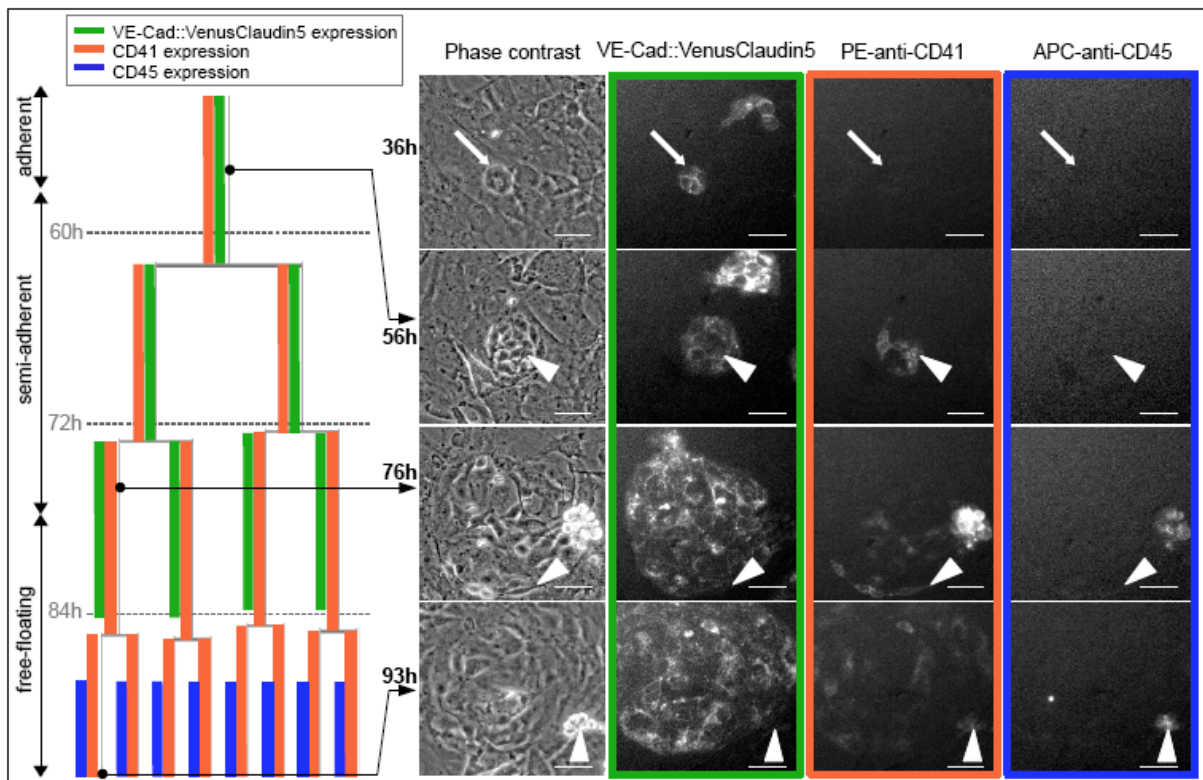 VE-Cad::VenusClaudin5 expression
CD41 expression
CD45 expression
Phase contrast
VE-Cad::VenusClaudin5
PE-anti-CD41
APC-anti-CD45
adherent
semi-adherent
free-floating
60h
72h
84h
36h
56h
76h
93h